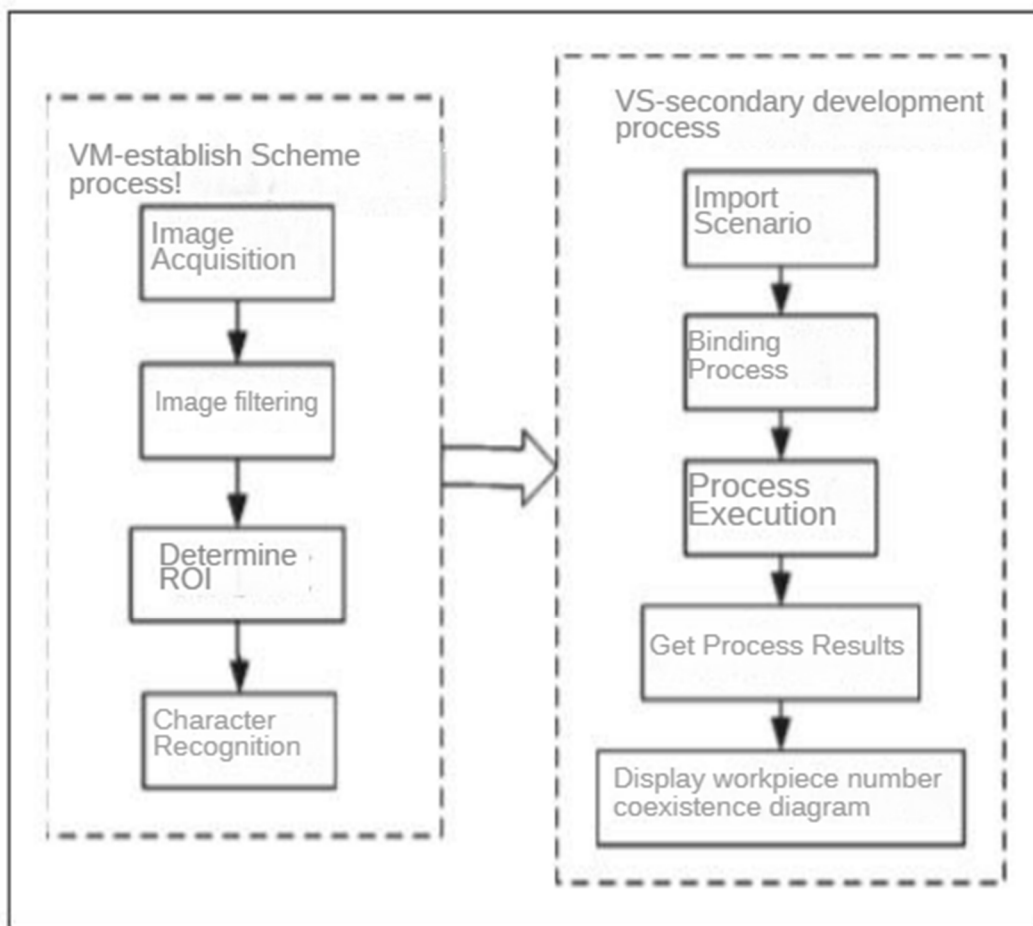 VM-establish Scheme
process!
Image
Acquisition
Image filtering
Determine
ROI
Character
Recognition
VS-secondary development
process
Import
Scenario
Binding
Process
Process
Execution
Get Process Results
Display workpiece number
coexistence diagram